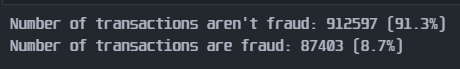 Number of transactions aren't fraud: 912597 (91.3%)
Number of transactions are fraud: 87403 (8.7%)